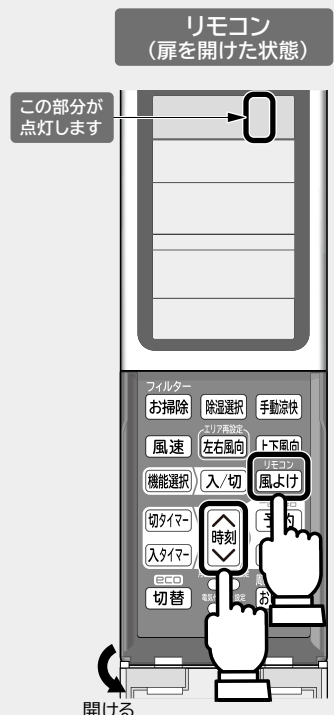 リモコン
（扉を開けた状態）
この部分が
点灯します
フィルター
お掃除 除湿選択 手動涼快
エリア再設定
風速 左右風向 上下風向
リモコン
機能選択 入/切 風よけ
切タイマー 時刻
入タイマー
eco
切替
開ける